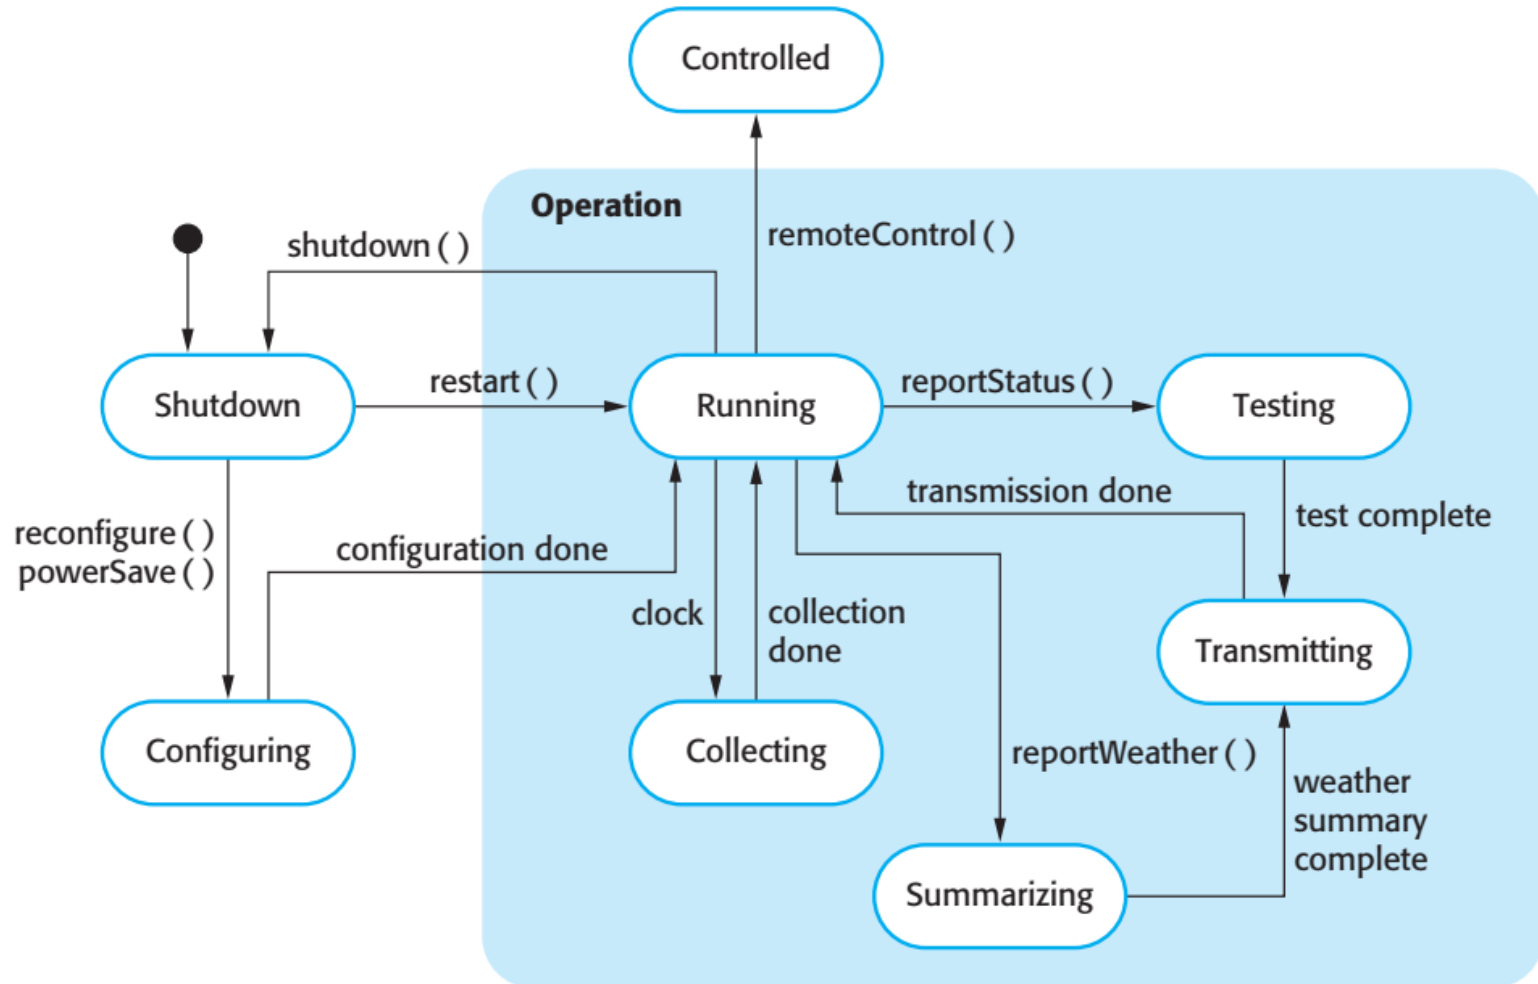 Controlled
Operation
remoteControl ( )
shutdown ( )
Shutdown
restart ( )
Running
reportStatus ( )
Testing
reconfigure ( )
powerSave ( )
configuration done
transmission done
test complete
clock
collection
done
Transmitting
Configuring
Collecting
reportWeather ( )
weather
summary
complete
Summarizing